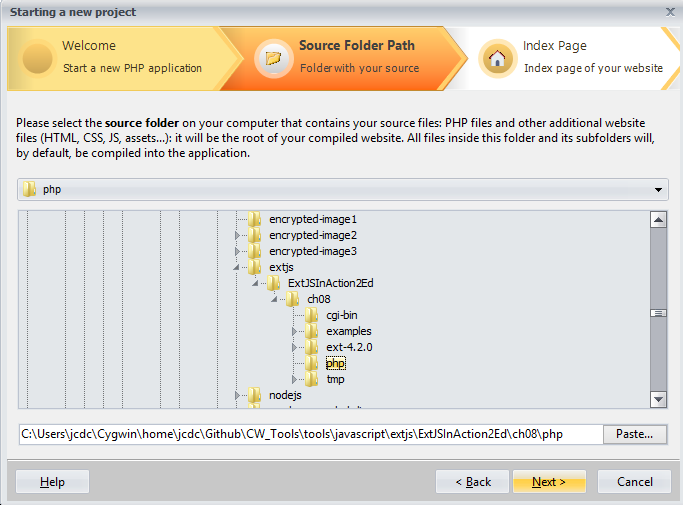 Starting a new project
Welcome
Start a new PHP application
Source Folder Path
Folder with your source
Index Page
Index page of your website
Please select the source folder on your computer that contains your source files: PHP files and other additional website
files (HTML, CSS, JS, assets...): it will be the root of your compiled website. All files inside this folder and its subfolders will,
by default, be compiled into the application.
php
encrypted-image1
encrypted-image2
encrypted-image3
extjs
ExtJSInAction2Ed
ch08
cgi-bin
examples
ext-4.2.0
php
tmp
nodejs
C:\Users\jcdc\Cygwin\home\jcdc\Github\CW_Tools\tools\javascript\extjs\ExtJSInAction2Ed\ch08\php
Paste...
Help
< Back
Next >
Cancel